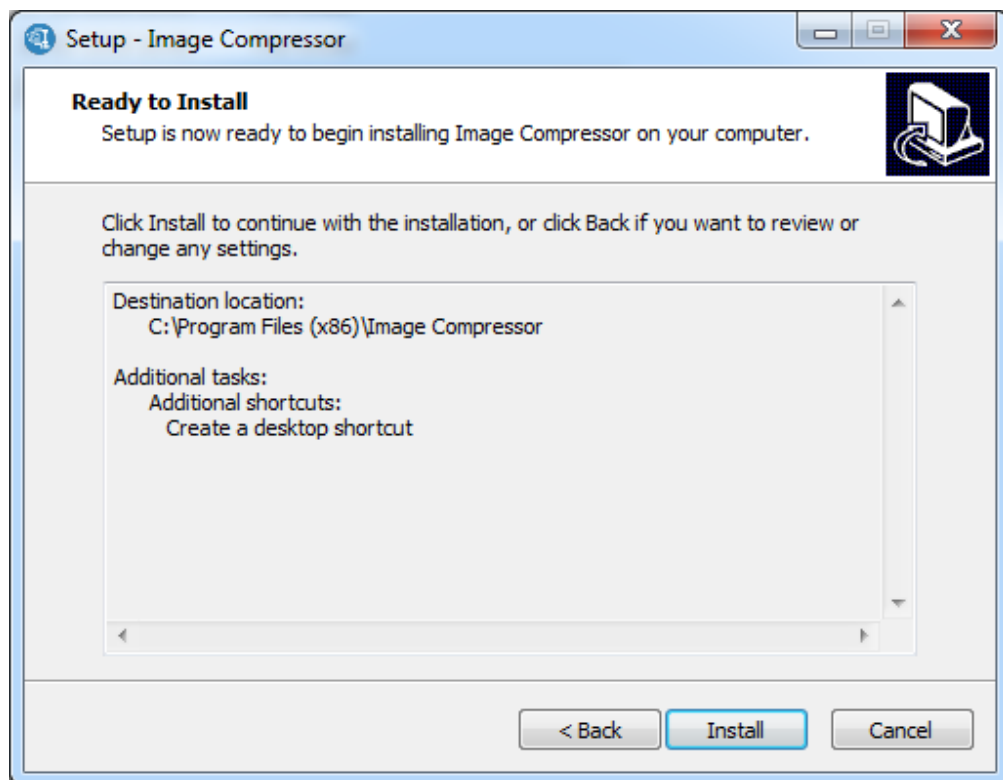 Setup - Image Compressor
Ready to Install
Setup is now ready to begin installing Image Compressor on your computer.
Click Install to continue with the installation, or click Back if you want to review or
change any settings.
Destination location:
C:\Program Files (x86)\Image Compressor
Additional tasks:
Additional shortcuts:
Create a desktop shortcut
< Back
Install
Cancel